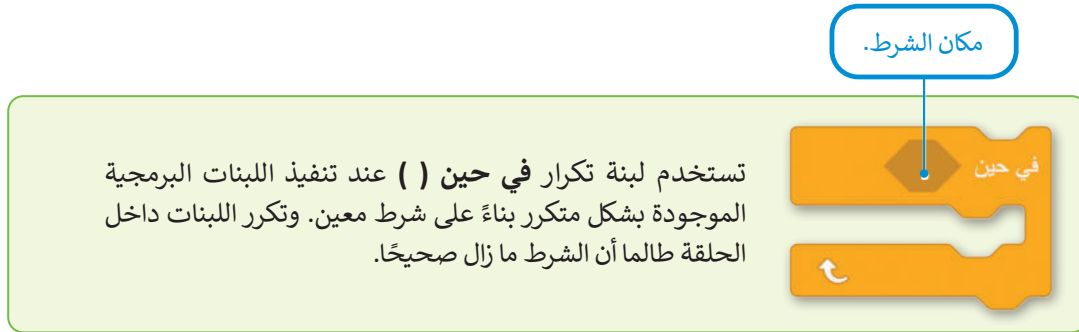 مكان الشرط.
في حين
تستخدم لبنة تكرار في حين ( ) عند تنفيذ اللبنات البرمجية
الموجودة بشكل متكرر بناءً على شرط معين. وتكرر اللبنات داخل
الحلقة طالما أن الشرط ما زال صحيحًا.